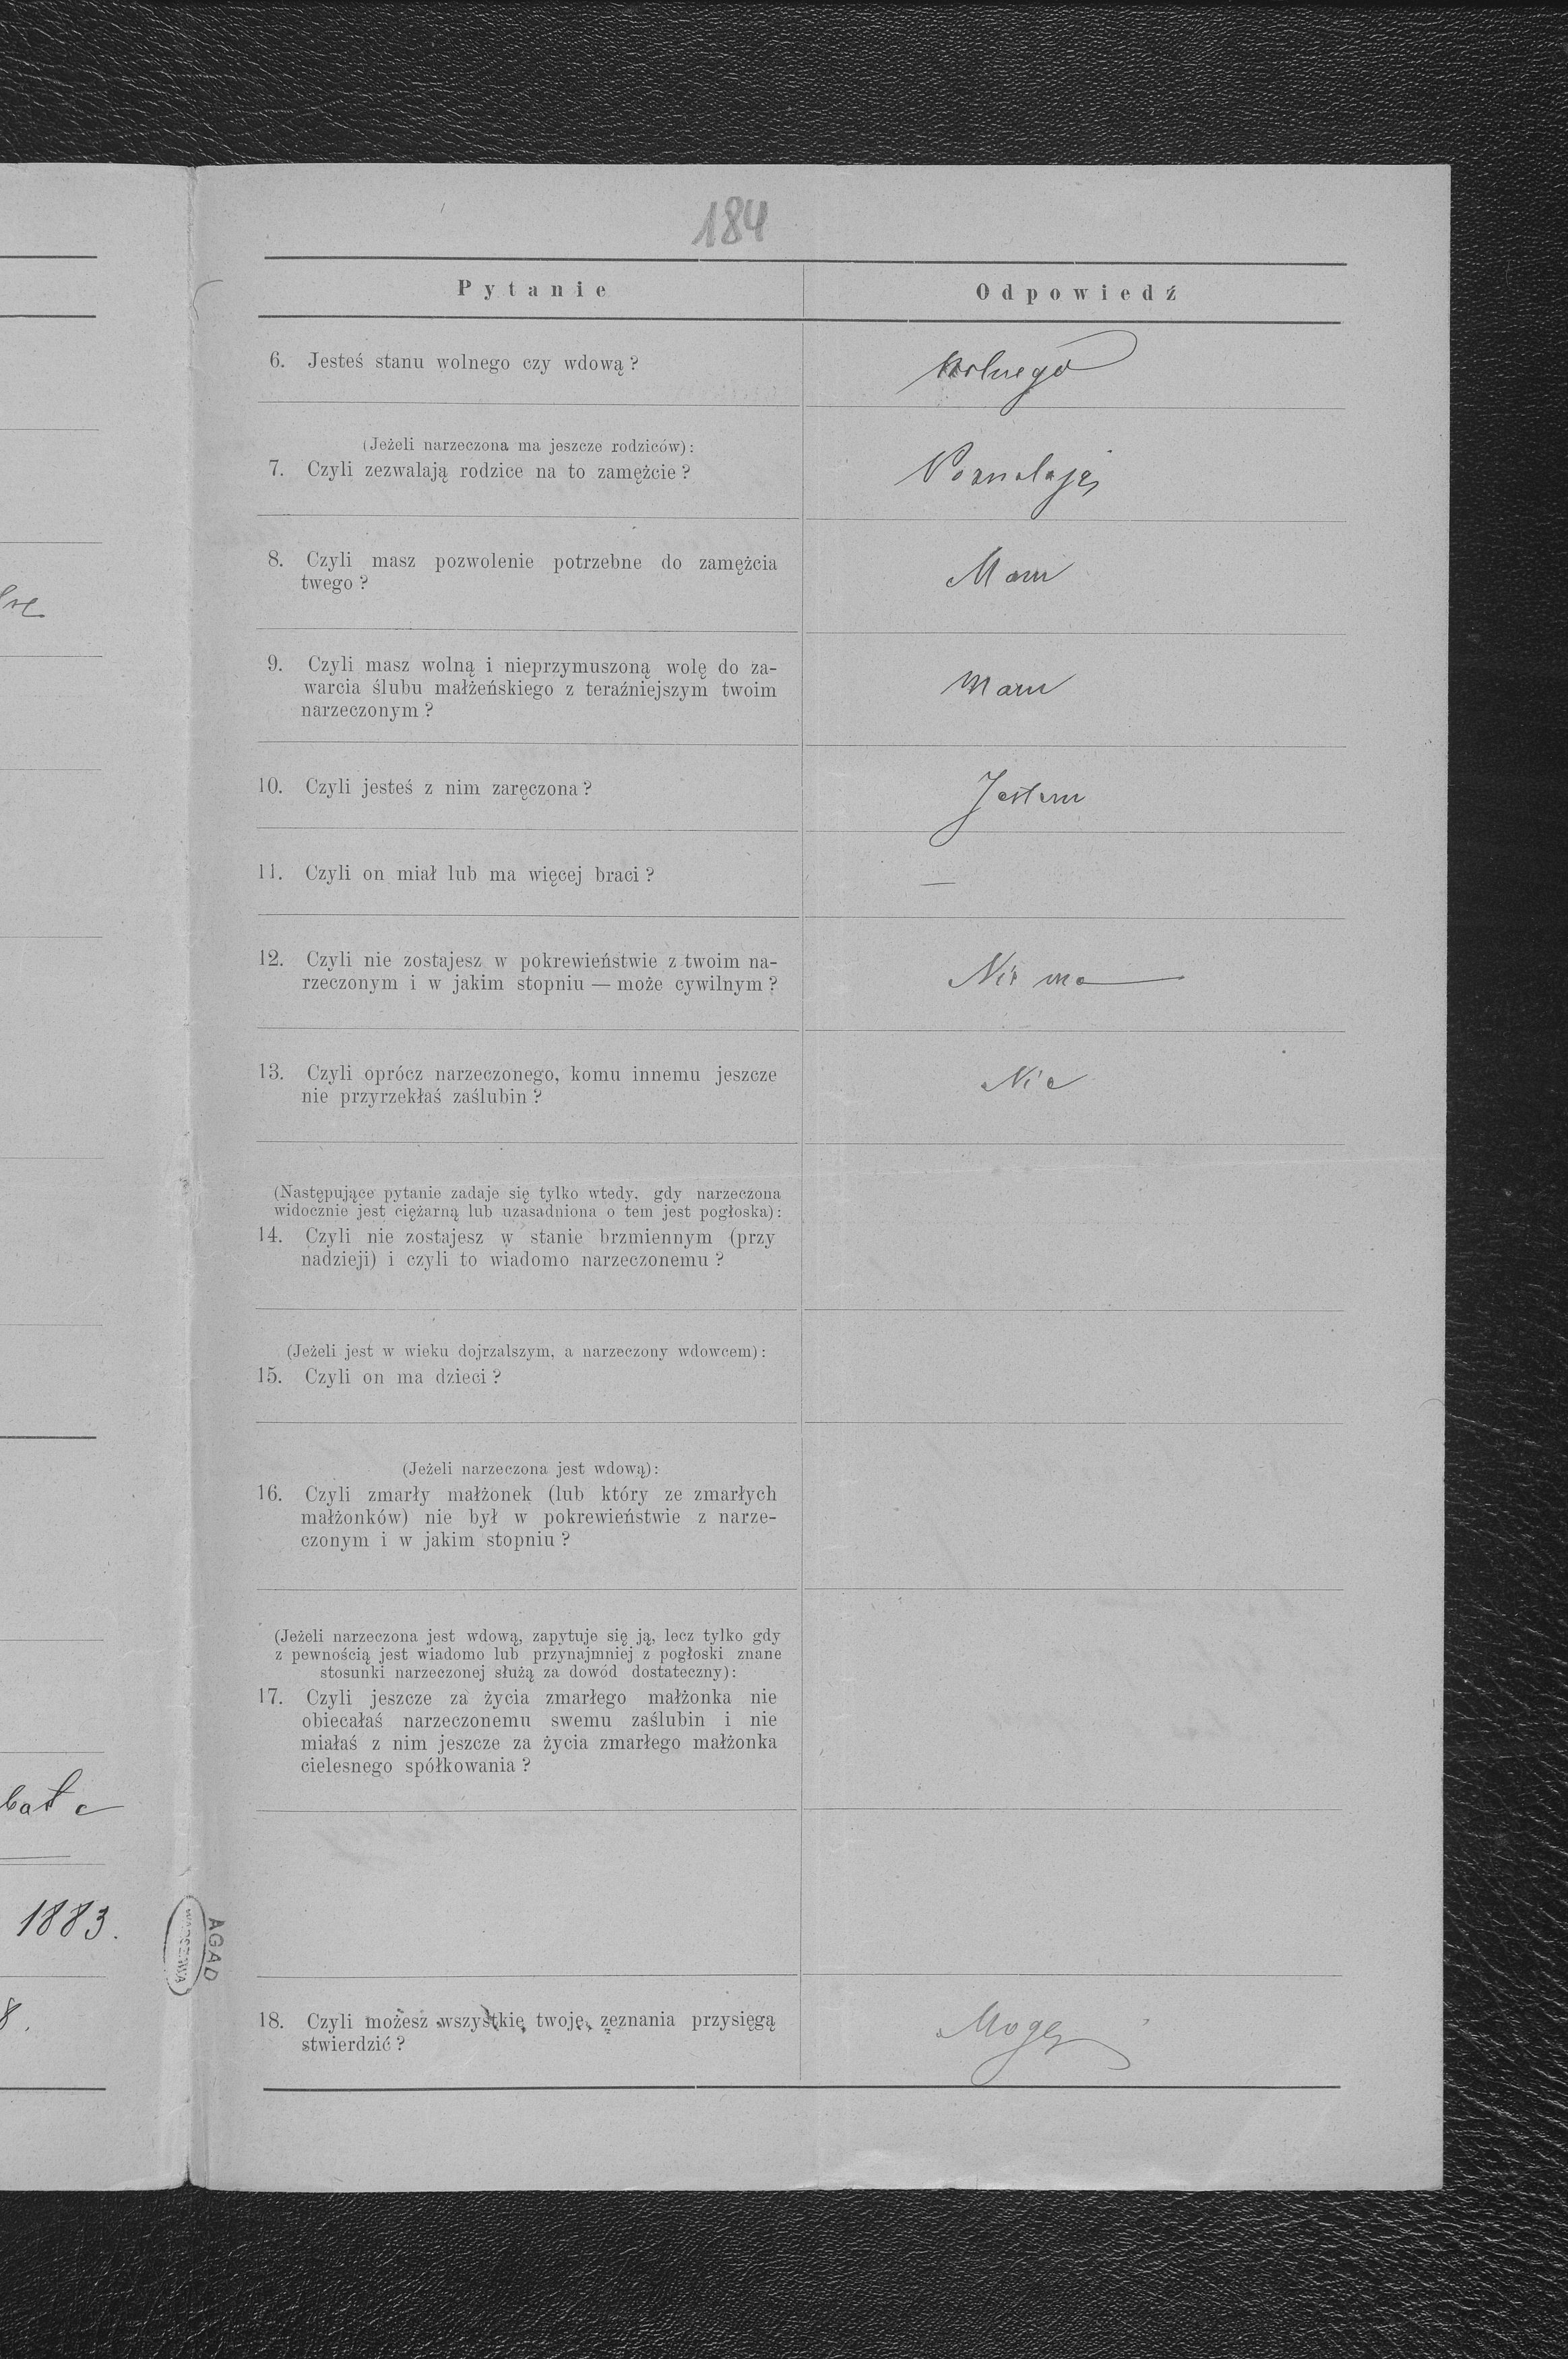 184
Pytanie
Odpowiedź
6. Jesteś stanu wolnego czy wdową?
wolnego
(Jeżeli narzeczona ma jeszcze rodziców):
7. Czyli zezwalają rodzice na to zamężcie?
Pozwalają
8. Czyli masz pozwolenie potrzebne do zamężcia
twego?
Mam
9. Czyli masz wolną i nieprzymuszoną wolę do za-
warcia ślubu małżeńskiego z teraźniejszym twoim
narzeczonym?
Mam
10. Czyli jesteś z nim zaręczona?
Jestem
11. Czyli on miał lub ma więcej braci?
—
12. Czyli nie zostajesz w pokrewieństwie z twoim na-
rzeczonym i w jakim stopniu — może cywilnym?
Nie ma
13. Czyli oprócz narzeczonego, komu innemu jeszcze
nie przyrzekłaś zaślubin?
Nie
(Następujące pytanie zadaje się tylko wtedy, gdy narzeczona
widocznie jest ciężarną lub uzasadniona o tem jest pogłoska):
14. Czyli nie zostajesz w stanie brzmiennym (przy
nadzieji) i czyli to wiadomo narzeczonemu?
(Jeżeli jest w wieku dojrzalszym, a narzeczony wdowcem):
15. Czyli on ma dzieci?
(Jeżeli narzeczona jest wdową):
16. Czyli zmarły małżonek (lub który ze zmarłych
małżonków) nie był w pokrewieństwie z narze-
czonym i w jakim stopniu?
(Jeżeli narzeczona jest wdową, zapytuje się ją, lecz tylko gdy
z pewnością jest wiadomo lub przynajmniej z pogłoski znane
stosunki narzeczonej służą za dowód dostateczny):
17. Czyli jeszcze za życia zmarłego małżonka nie
obiecałaś narzeczonemu swemu zaślubin i nie
miałaś z nim jeszcze za życia zmarłego małżonka
cielesnego spółkowania?
1883.
8.
AGAD
WARSZAWA
18. Czyli możesz wszystkię twoję zęznania przysięgą
stwierdzić?
Mogę